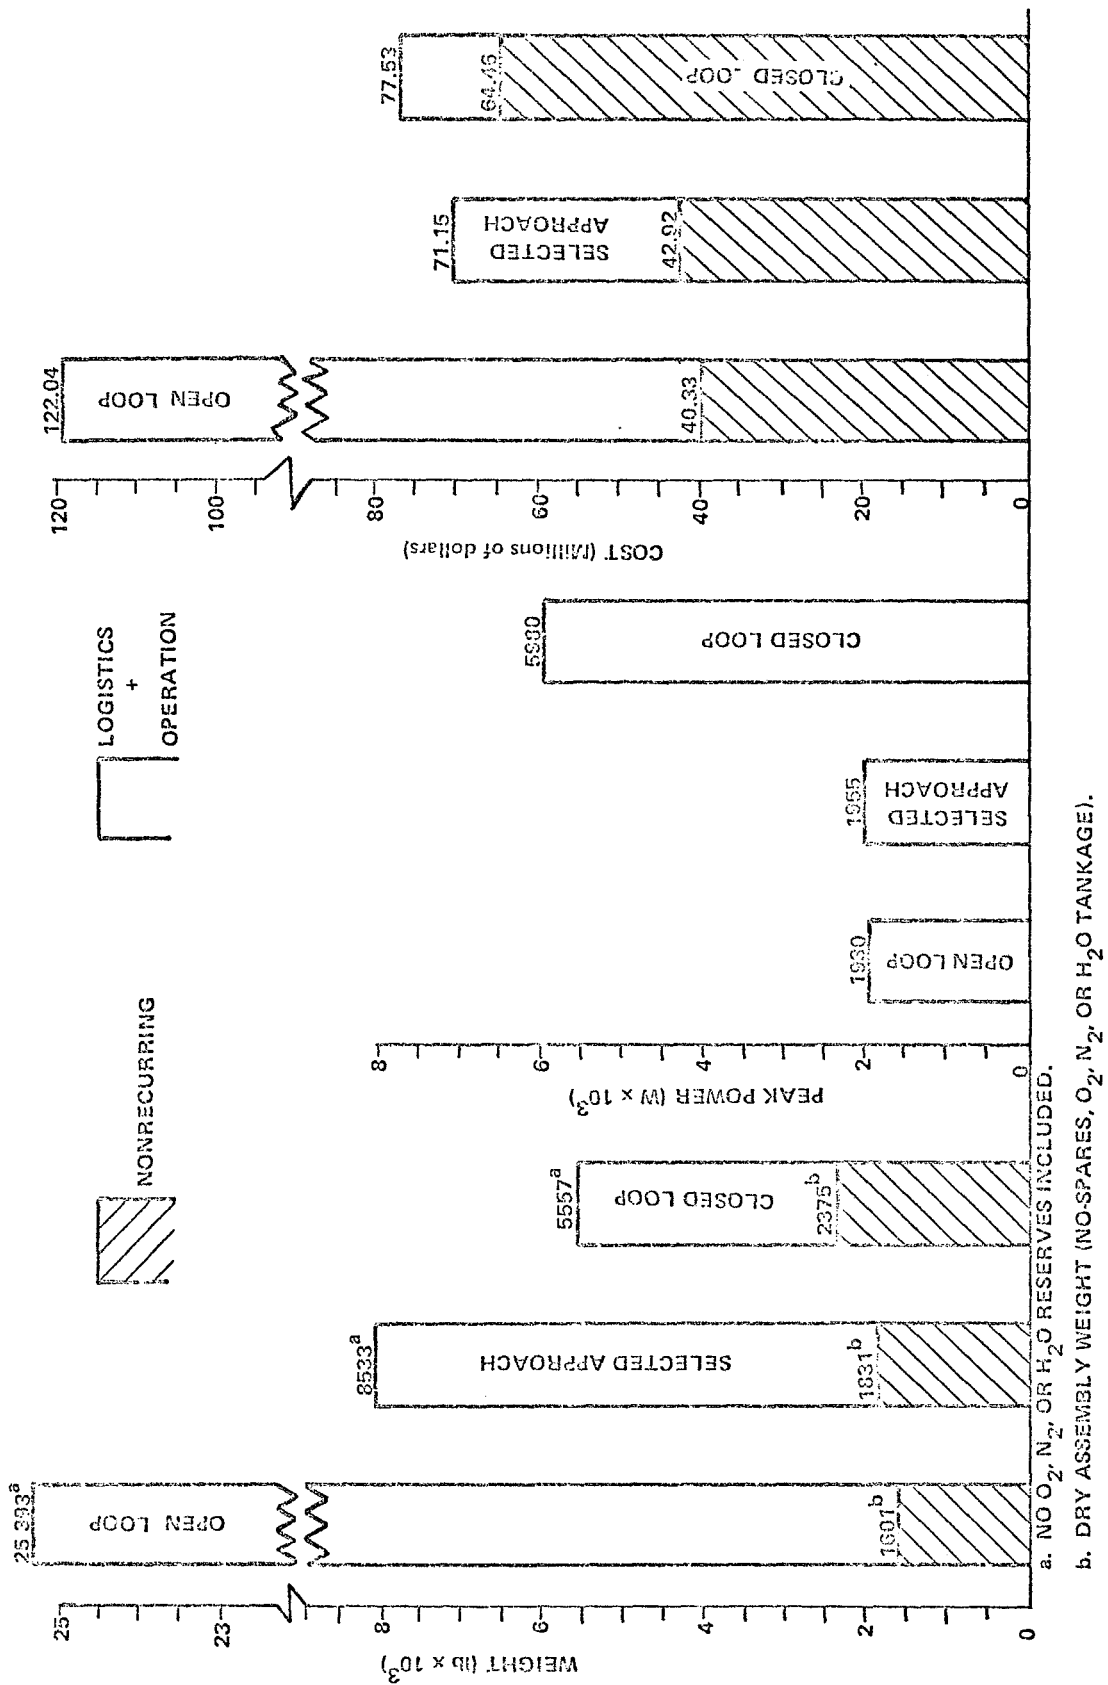 NONRECURRING
LOGISTICS
+
OPERATION
WEIGHT (lb x 10³)
25
23
8
6
4
2
0
25.393ᵃ
OPEN LOOP
1601ᵇ
8533ᵃ
SELECTED APPROACH
1831ᵇ
5557ᵃ
CLOSED LOOP
2375ᵇ
PEAK POWER (W x 10³)
8
6
4
2
0
1930
OPEN LOOP
1955
SELECTED
APPROACH
CLOSED LOOP
COST (Millions of dollars)
120
100
80
60
40
20
0
122.04
OPEN LOOP
40.33
71.15
SELECTED
APPROACH
42.92
77.53
64.46
CLOSED LOOP
a. NO O₂, N₂, OR H₂O RESERVES INCLUDED.
b. DRY ASSEMBLY WEIGHT (NO-SPARES, O₂, N₂, OR H₂O TANKAGE).